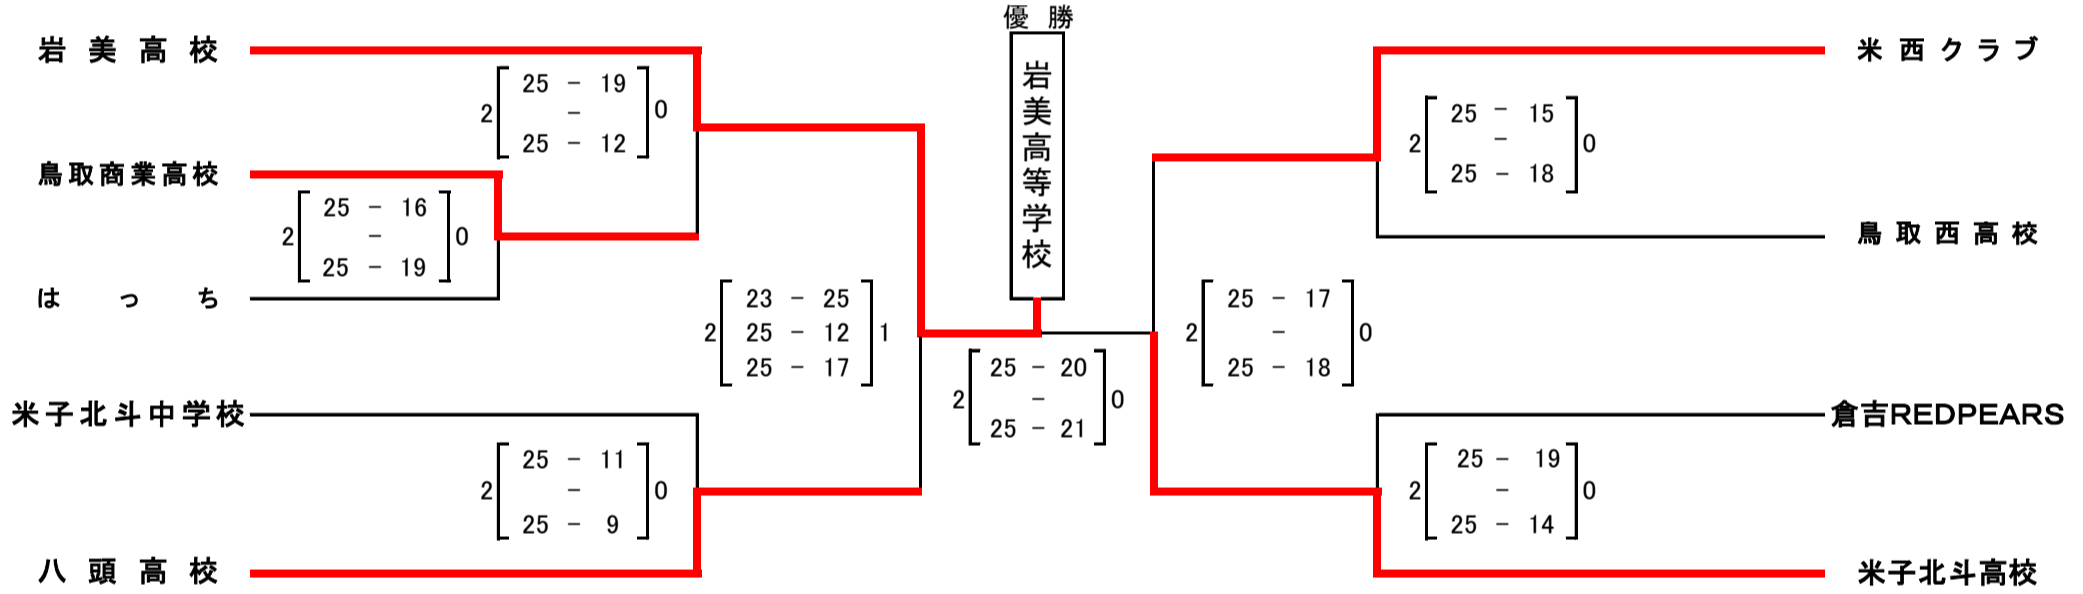 優 勝
岩美高等学校
岩 美 高 校
2 25 - 19 0
-
25 - 12
鳥取商業高校
2 25 - 16 0
-
25 - 19
は っ ち
2 23 - 25 1
25 - 12
25 - 17
米子北斗中学校
2 25 - 11 0
-
25 - 9
八 頭 高 校
2 25 - 20 0
-
25 - 21
米 西 ク ラ ブ
2 25 - 15 0
-
25 - 18
鳥 取 西 高 校
2 25 - 17 0
-
25 - 18
倉吉REDPEARS
2 25 - 19 0
-
25 - 14
米子北斗高校